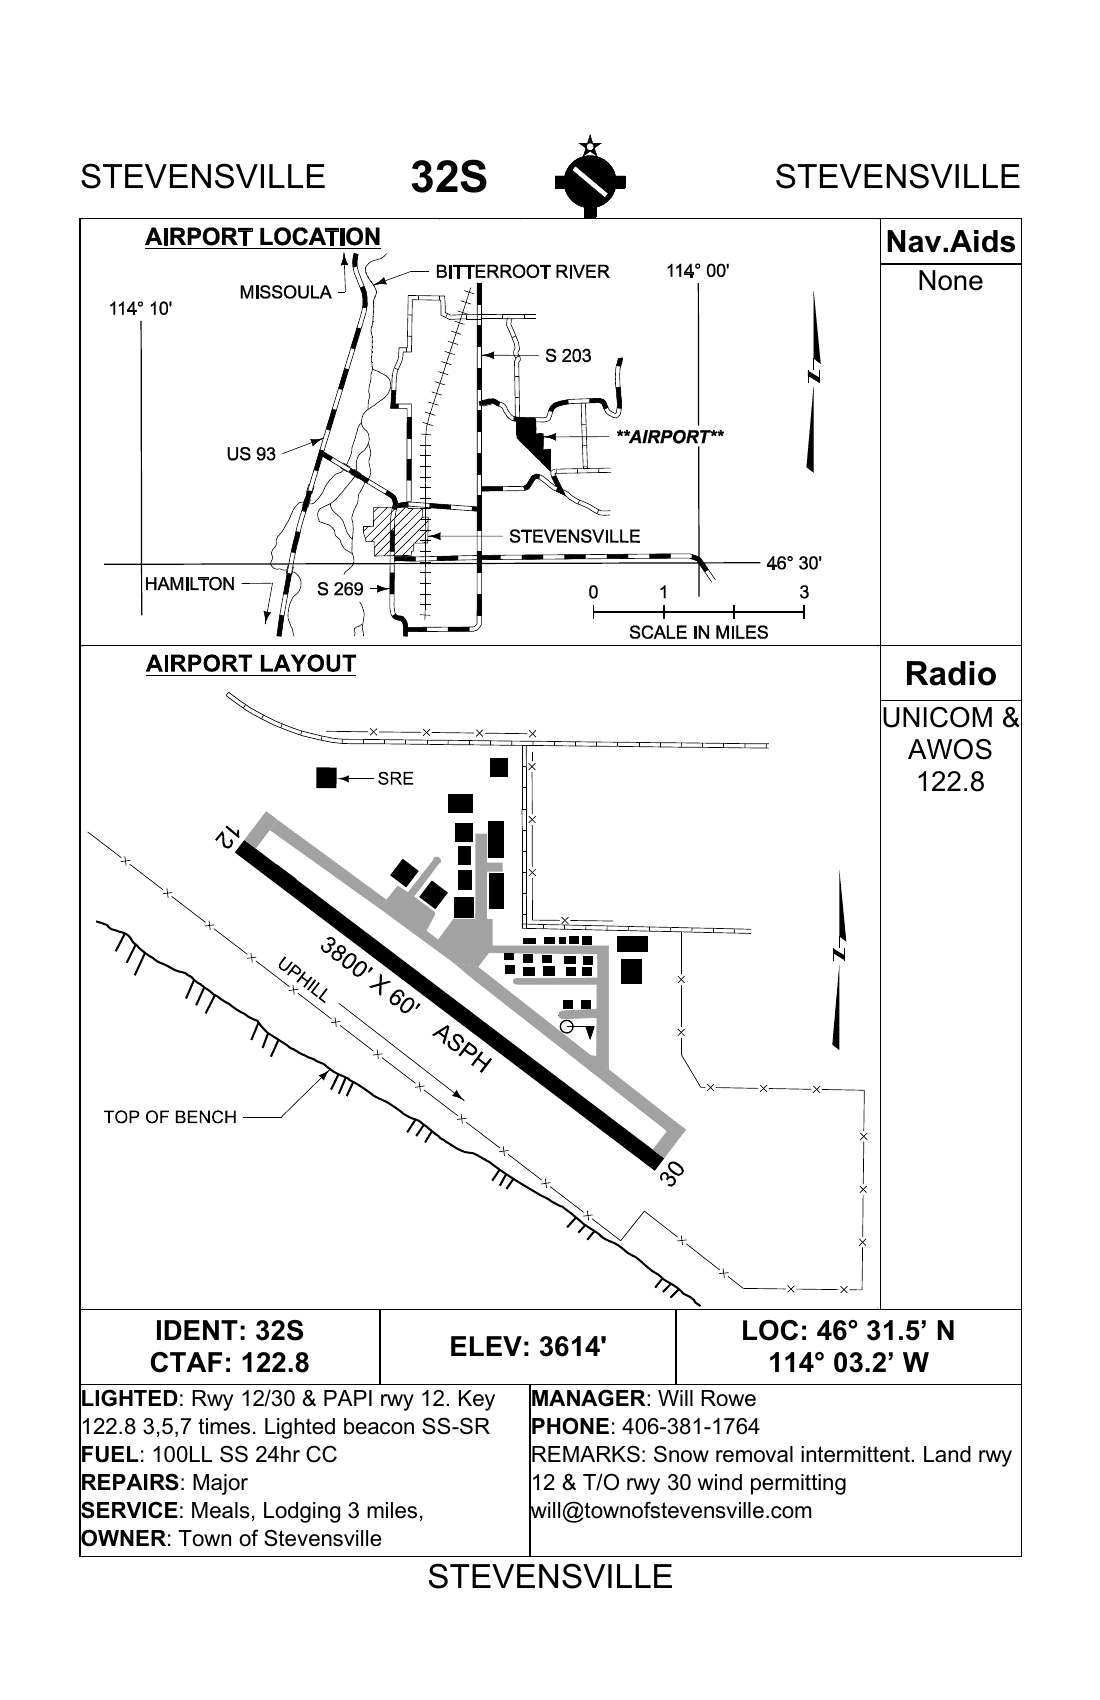 STEVENSVILLE 32S STEVENSVILLE
AIRPORT LOCATION
BITTERROOT RIVER
114° 00'
MISSOULA
114° 10'
S 203
N
**AIRPORT**
US 93
STEVENSVILLE
46° 30'
HAMILTON
S 269
0 1 3
SCALE IN MILES
Nav.Aids
None
AIRPORT LAYOUT
SRE
12
3800' X 60' ASPH
UPHILL
N
TOP OF BENCH
30
Radio
UNICOM &
AWOS
122.8
IDENT: 32S
CTAF: 122.8
ELEV: 3614'
LOC: 46° 31.5’ N
114° 03.2’ W
LIGHTED: Rwy 12/30 & PAPI rwy 12. Key
122.8 3,5,7 times. Lighted beacon SS-SR
FUEL: 100LL SS 24hr CC
REPAIRS: Major
SERVICE: Meals, Lodging 3 miles,
OWNER: Town of Stevensville
MANAGER: Will Rowe
PHONE: 406-381-1764
REMARKS: Snow removal intermittent. Land rwy
12 & T/O rwy 30 wind permitting
will@townofstevensville.com
STEVENSVILLE